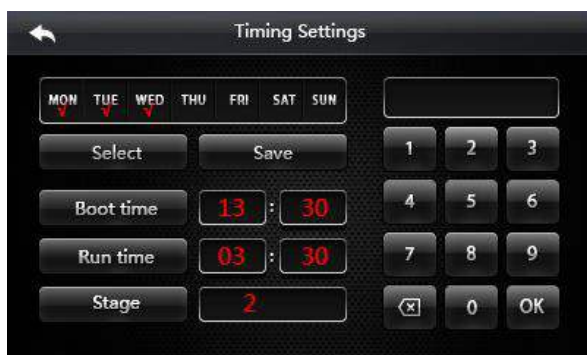 Timing Settings
MON TUE WED THU FRI SAT SUN
Select Save
Boot time 13 : 30
Run time 03 : 30
Stage 2
1 2 3
4 5 6
7 8 9
0 OK